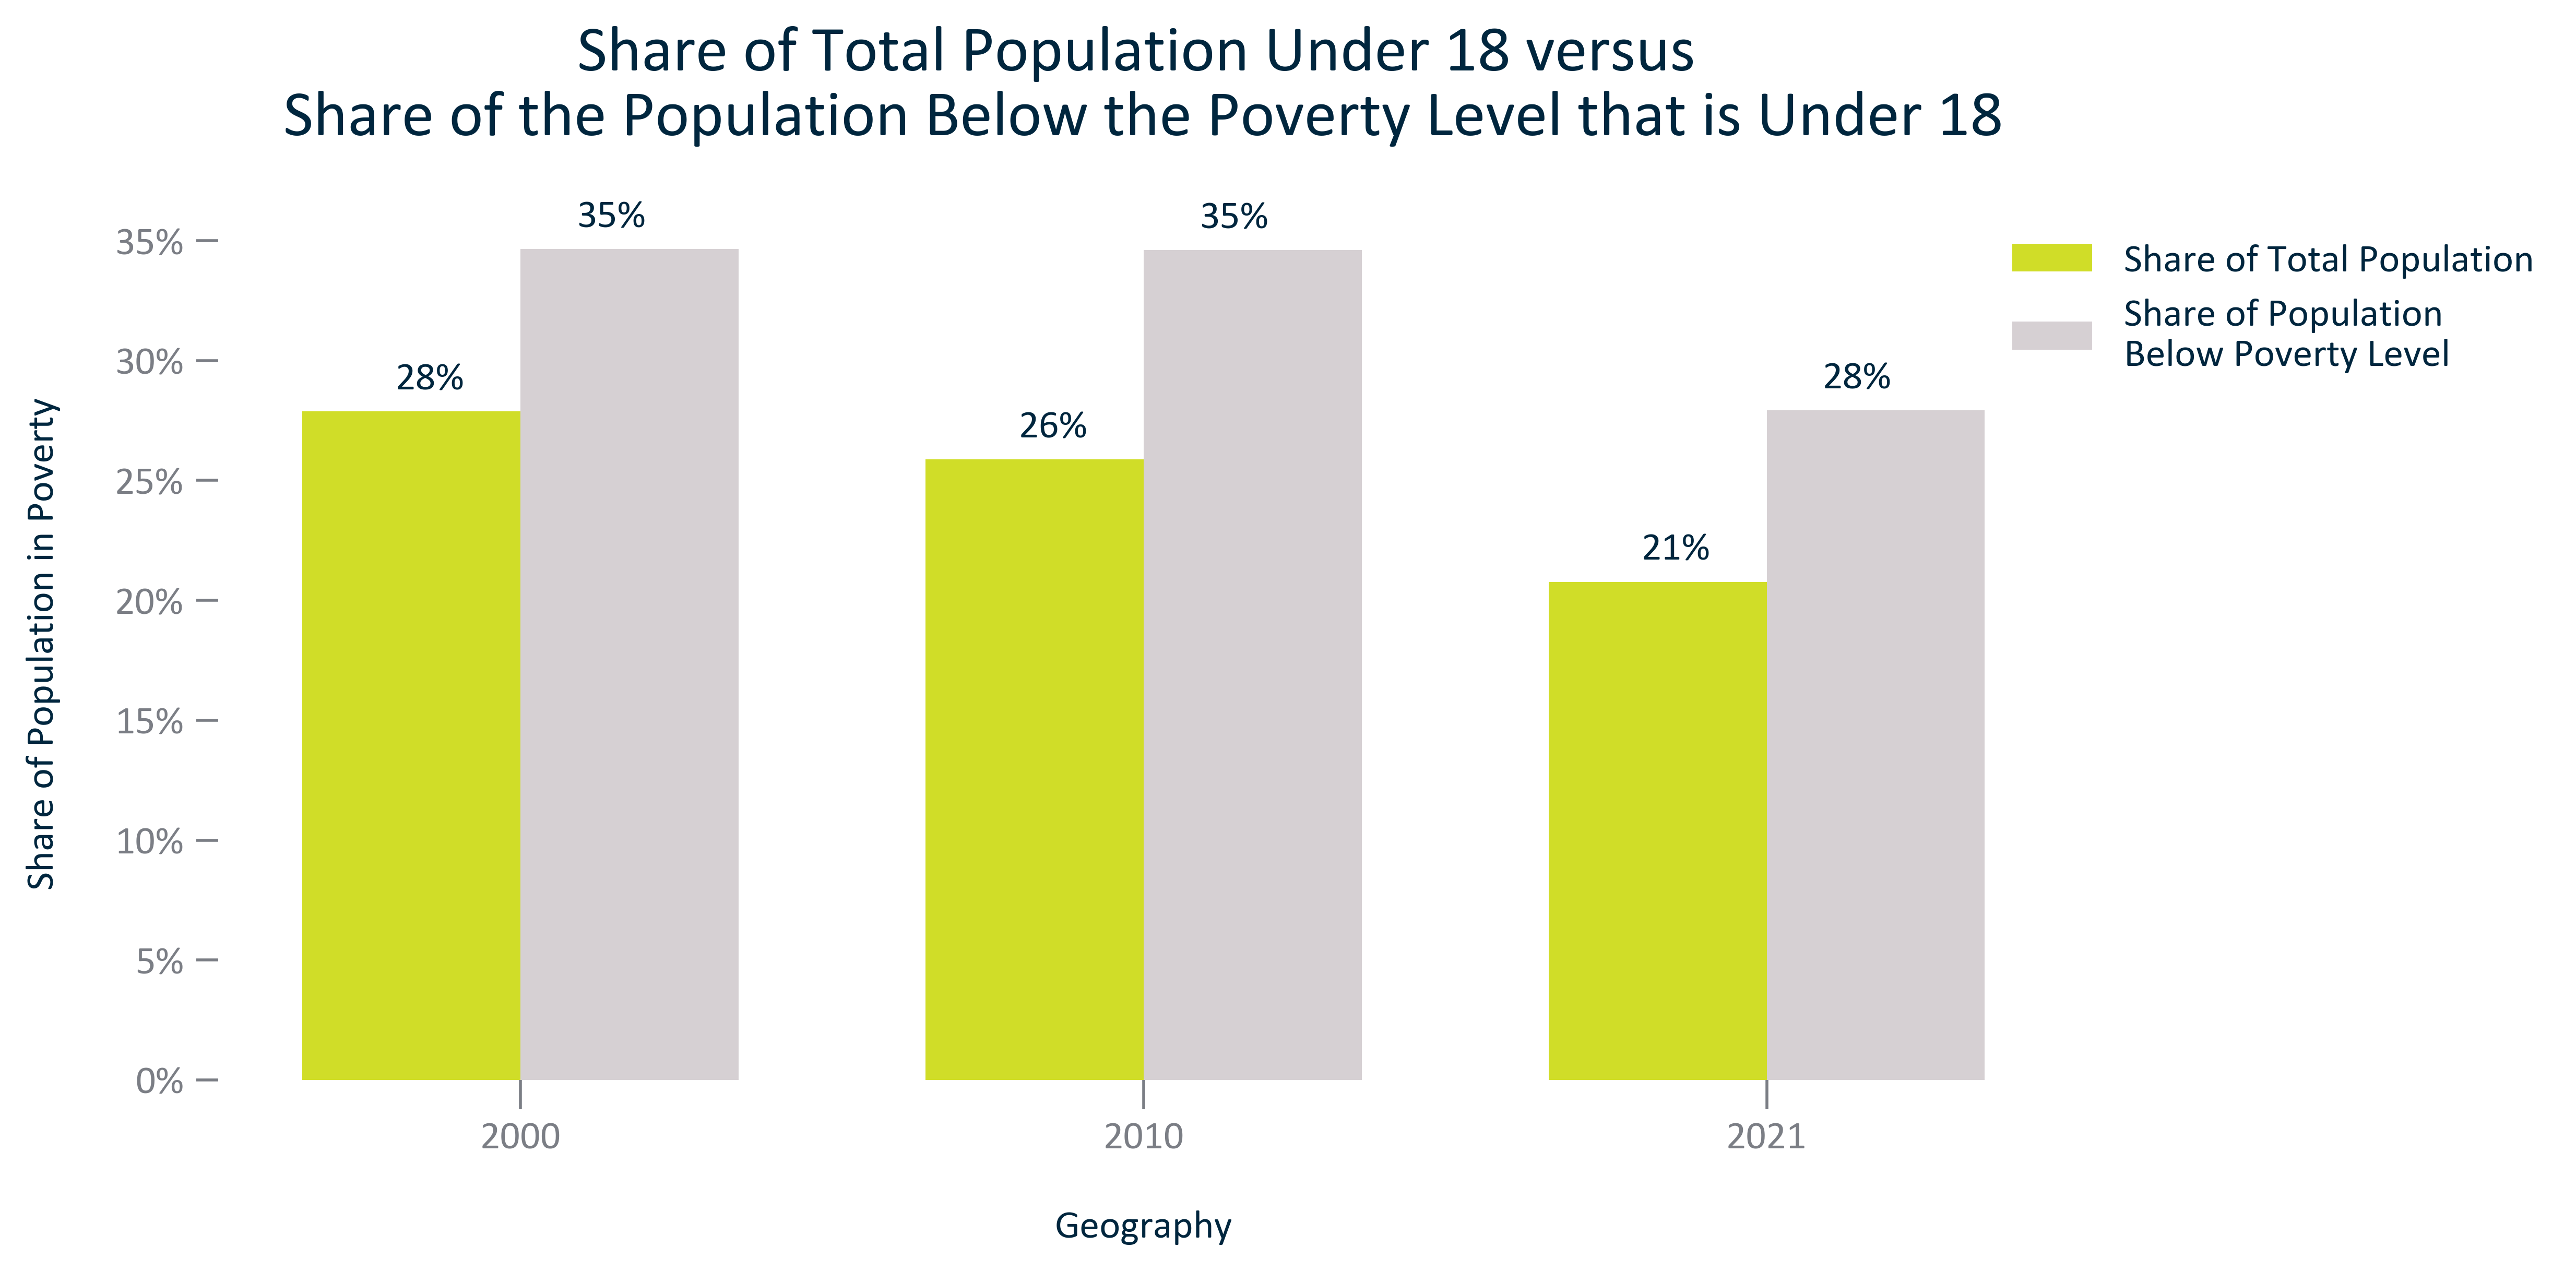 Share of Total Population Under 18 versus
Share of the Population Below the Poverty Level that is Under 18
35%
35%
35%
Share of Total Population
Share of Population
Below Poverty Level
30%
28%
28%
26%
25%
21%
20%
15%
10%
5%
0%
Share of Population in Poverty
2000
2010
2021
Geography